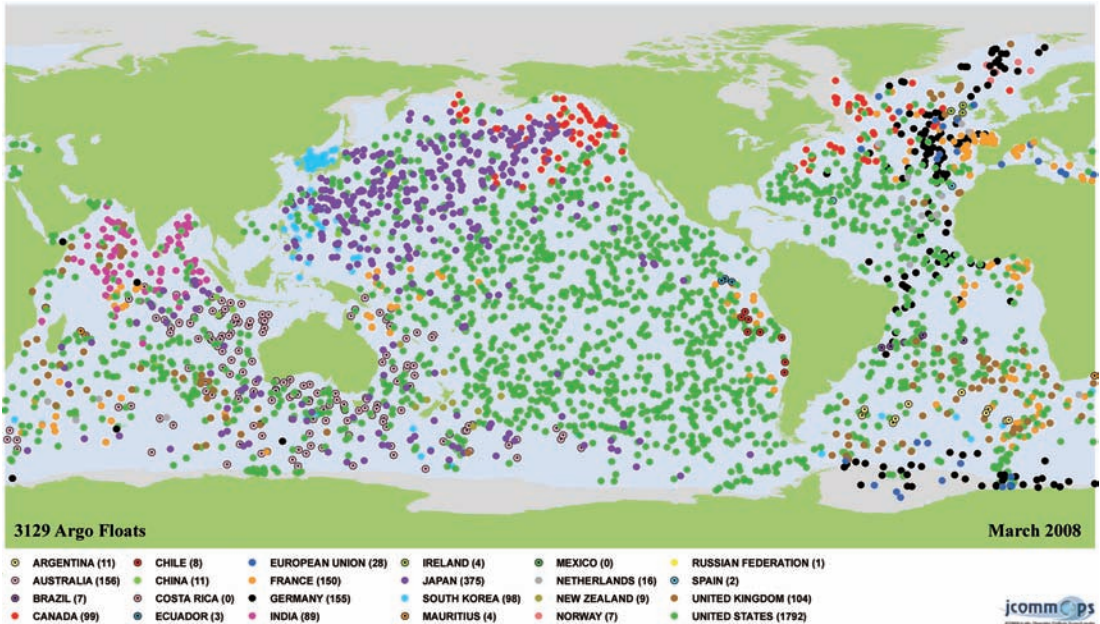 3129 Argo Floats
March 2008
ARGENTINA (11) CHILE (8) EUROPEAN UNION (28) IRELAND (4) MEXICO (0) RUSSIAN FEDERATION (1)
AUSTRALIA (156) CHINA (11) FRANCE (150) JAPAN (375) NETHERLANDS (16) SPAIN (2)
BRAZIL (7) COSTA RICA (0) GERMANY (155) SOUTH KOREA (98) NEW ZEALAND (9) UNITED KINGDOM (104)
CANADA (99) ECUADOR (3) INDIA (89) MAURITIUS (4) NORWAY (7) UNITED STATES (1792)
jcommops